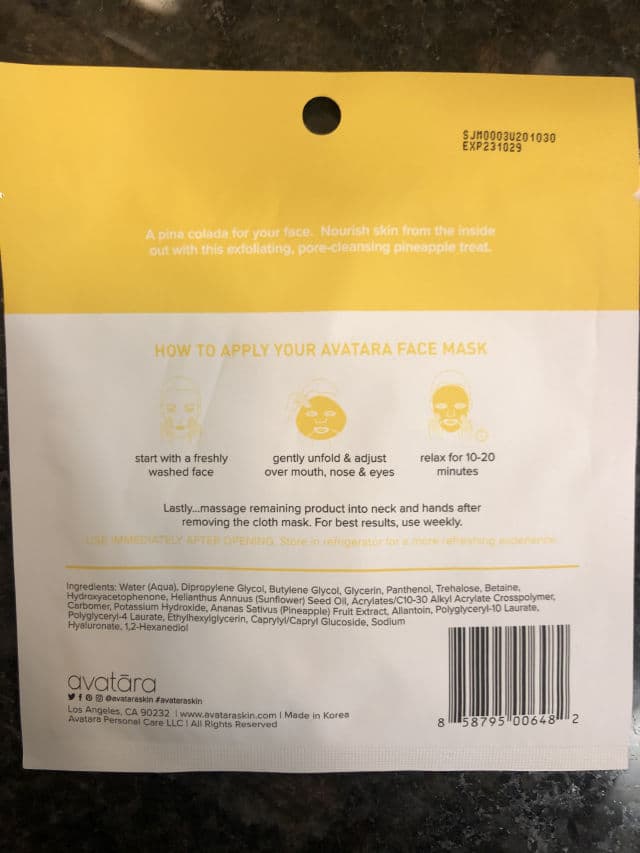 SJM0003U201030
EXP231029
A pina colada for your face. Nourish skin from the inside
out with this exfoliating, pore-cleansing pineapple treat.
HOW TO APPLY YOUR AVATARA FACE MASK
start with a freshly
washed face
gently unfold & adjust
over mouth, nose & eyes
relax for 10-20
minutes
Lastly...massage remaining product into neck and hands after
removing the cloth mask. For best results, use weekly.
USE IMMEDIATELY AFTER OPENING. Store in refrigerator for a more refreshing experience.
Ingredients: Water (Aqua), Dipropylene Glycol, Butylene Glycol, Glycerin, Panthenol, Trehalose, Betaine,
Hydroxyacetophenone, Helianthus Annuus (Sunflower) Seed Oil, Acrylates/C10-30 Alkyl Acrylate Crosspolymer,
Carbomer, Potassium Hydroxide, Ananas Sativus (Pineapple) Fruit Extract, Allantoin, Polyglyceryl-10 Laurate,
Polyglyceryl-4 Laurate, Ethylhexylglycerin, Caprylyl/Capryl Glucoside, Sodium
Hyaluronate, 1,2-Hexanediol
avatāra
@avataraskin #avataraskin
Los Angeles, CA 90232 | www.avataraskin.com | Made in Korea
Avatara Personal Care LLC | All Rights Reserved
8 58795 00648 2